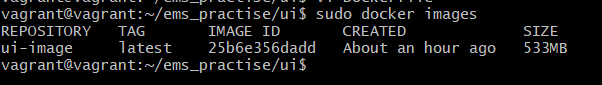 vagrant@vagrant:~/ems_practise/ui$ sudo docker images
REPOSITORY TAG IMAGE ID CREATED SIZE
ui-image latest 25b6e356dadd About an hour ago 533MB
vagrant@vagrant:~/ems_practise/ui$